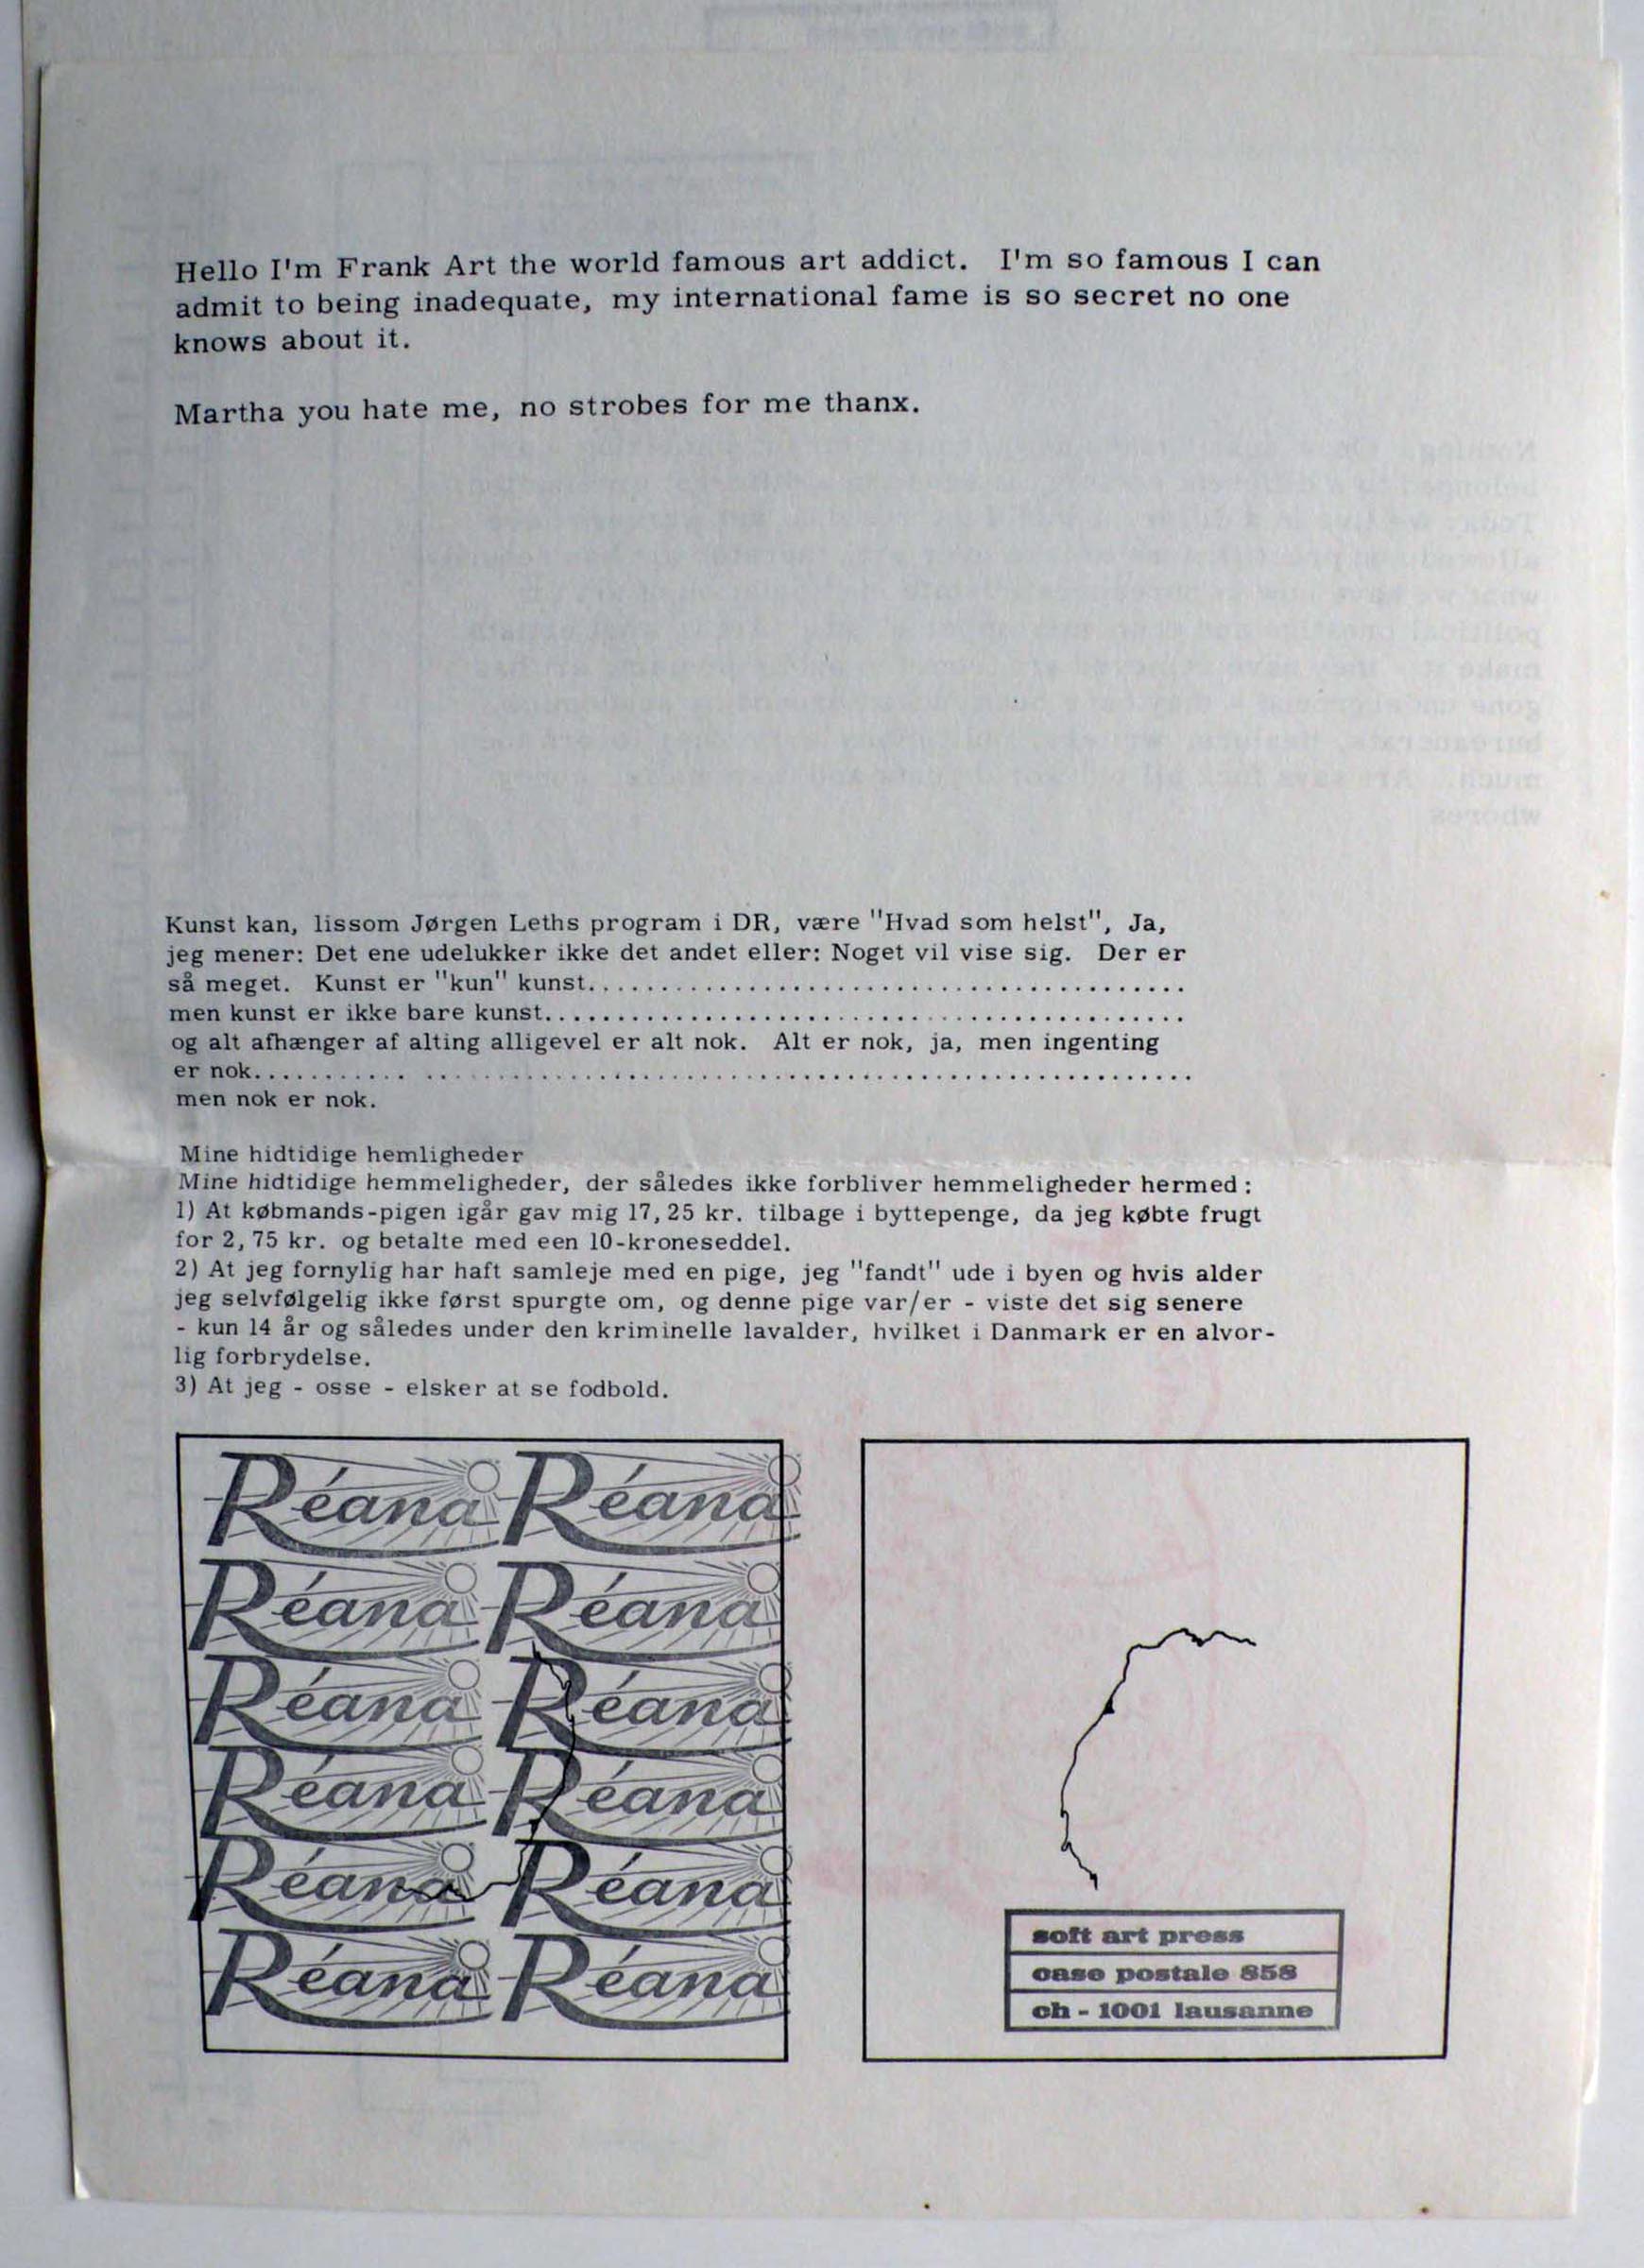 Hello I'm Frank Art the world famous art addict. I'm so famous I can
admit to being inadequate, my international fame is so secret no one
knows about it.
Martha you hate me, no strobes for me thanx.
Kunst kan, lissom Jørgen Leths program i DR, være "Hvad som helst", Ja,
jeg mener: Det ene udelukker ikke det andet eller: Noget vil vise sig. Der er
så meget. Kunst er "kun" kunst.........................................
men kunst er ikke bare kunst............................................
og alt afhænger af alting alligevel er alt nok. Alt er nok, ja, men ingenting
er nok........... .....................................................
men nok er nok.
Mine hidtidige hemligheder
Mine hidtidige hemmeligheder, der således ikke forbliver hemmeligheder hermed:
1) At købmands-pigen igår gav mig 17,25 kr. tilbage i byttepenge, da jeg købte frugt
for 2,75 kr. og betalte med een 10-kroneseddel.
2) At jeg fornylig har haft samleje med en pige, jeg "fandt" ude i byen og hvis alder
jeg selvfølgelig ikke først spurgte om, og denne pige var/er - viste det sig senere
- kun 14 år og således under den kriminelle lavalder, hvilket i Danmark er en alvor-
lig forbrydelse.
3) At jeg - osse - elsker at se fodbold.
Réana Réana
Réana Réana
Réana Réana
Réana Réana
Réana Réana
Réana Réana
soft art press
case postale 858
ch - 1001 lausanne